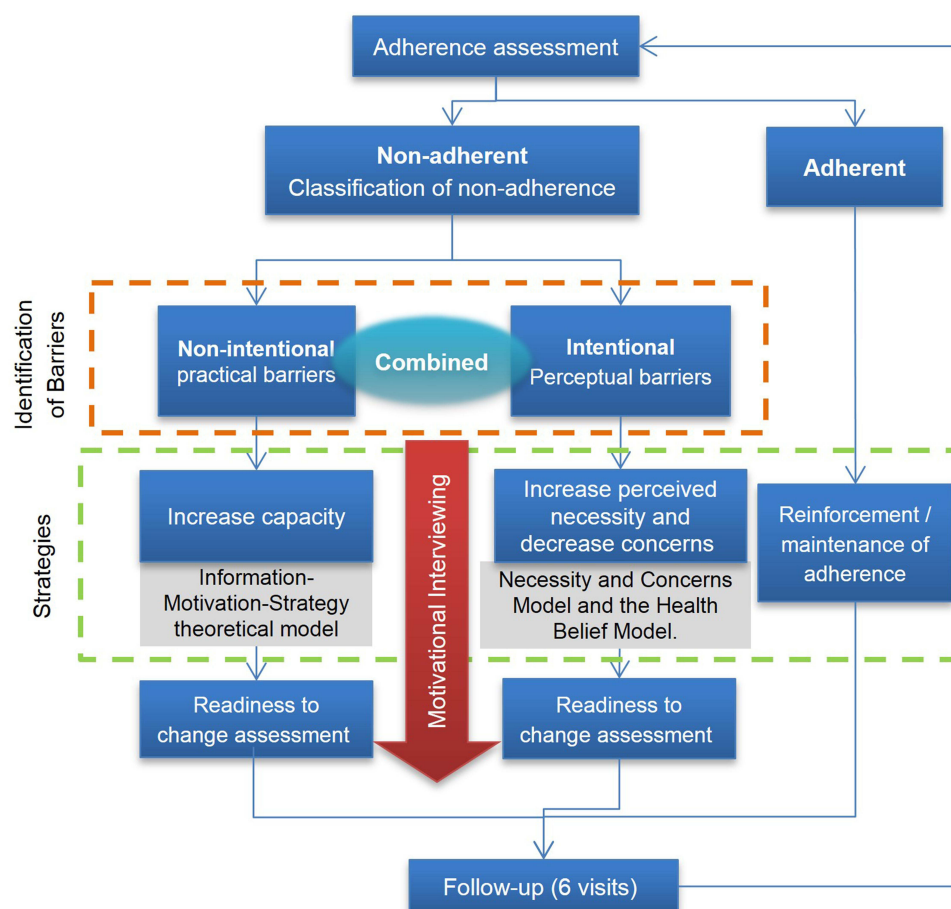 Adherence assessment
Non-adherent
Classification of non-adherence
Adherent
Identification
of Barriers
Non-intentional
practical barriers
Combined
Intentional
Perceptual barriers
Strategies
Increase capacity
Information-
Motivation-Strategy
theoretical model
Motivational Interviewing
Increase perceived
necessity and
decrease concerns
Necessity and Concerns
Model and the Health
Belief Model.
Reinforcement /
maintenance of
adherence
Readiness to
change assessment
Readiness to
change assessment
Follow-up (6 visits)